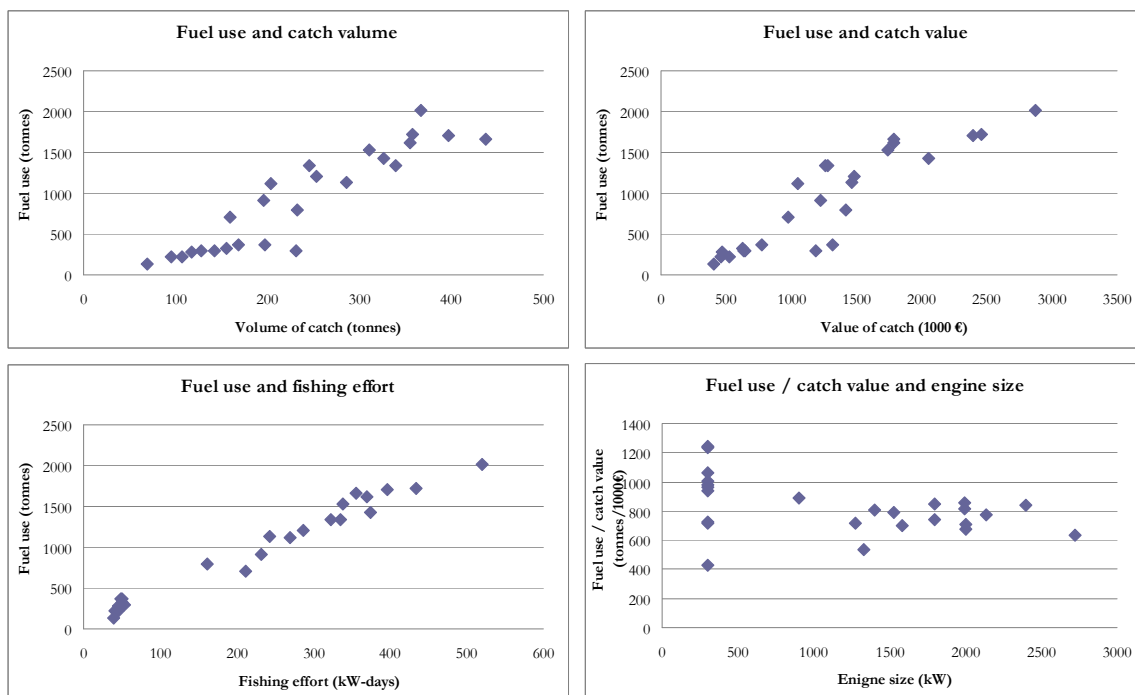 Fuel use and catch valume
2500
2000
1500
1000
500
0
Fuel use (tonnes)
0 100 200 300 400 500
Volume of catch (tonnes)
Fuel use and catch value
2500
2000
1500
1000
500
0
Fuel use (tonnes)
0 500 1000 1500 2000 2500 3000 3500
Value of catch (1000 €)
Fuel use and fishing effort
2500
2000
1500
1000
500
0
Fuel use (tonnes)
0 100 200 300 400 500 600
Fishing effort (kW-days)
Fuel use / catch value and engine size
1400
1200
1000
800
600
400
200
0
Fuel use / catch value
(tonnes/1000€)
0 500 1000 1500 2000 2500 3000
Enigne size (kW)